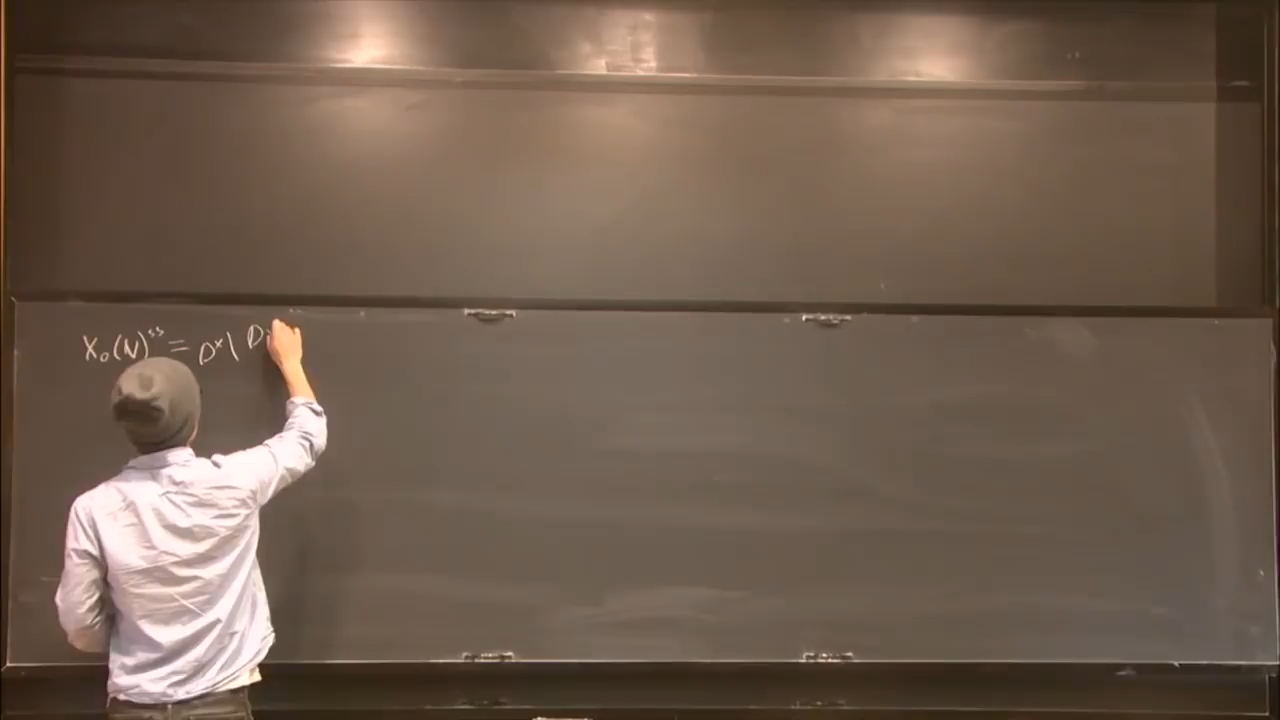 X₀(N)ˢˢ = D^× \ D